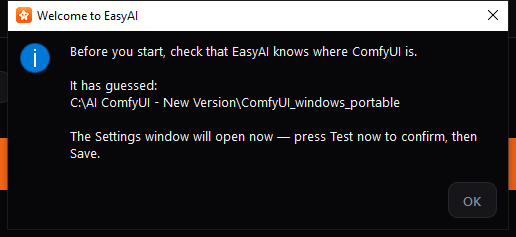 Welcome to EasyAI
Before you start, check that EasyAI knows where ComfyUI is.
It has guessed:
C:\AI ComfyUI - New Version\ComfyUI_windows_portable
The Settings window will open now — press Test now to confirm, then
Save.
OK